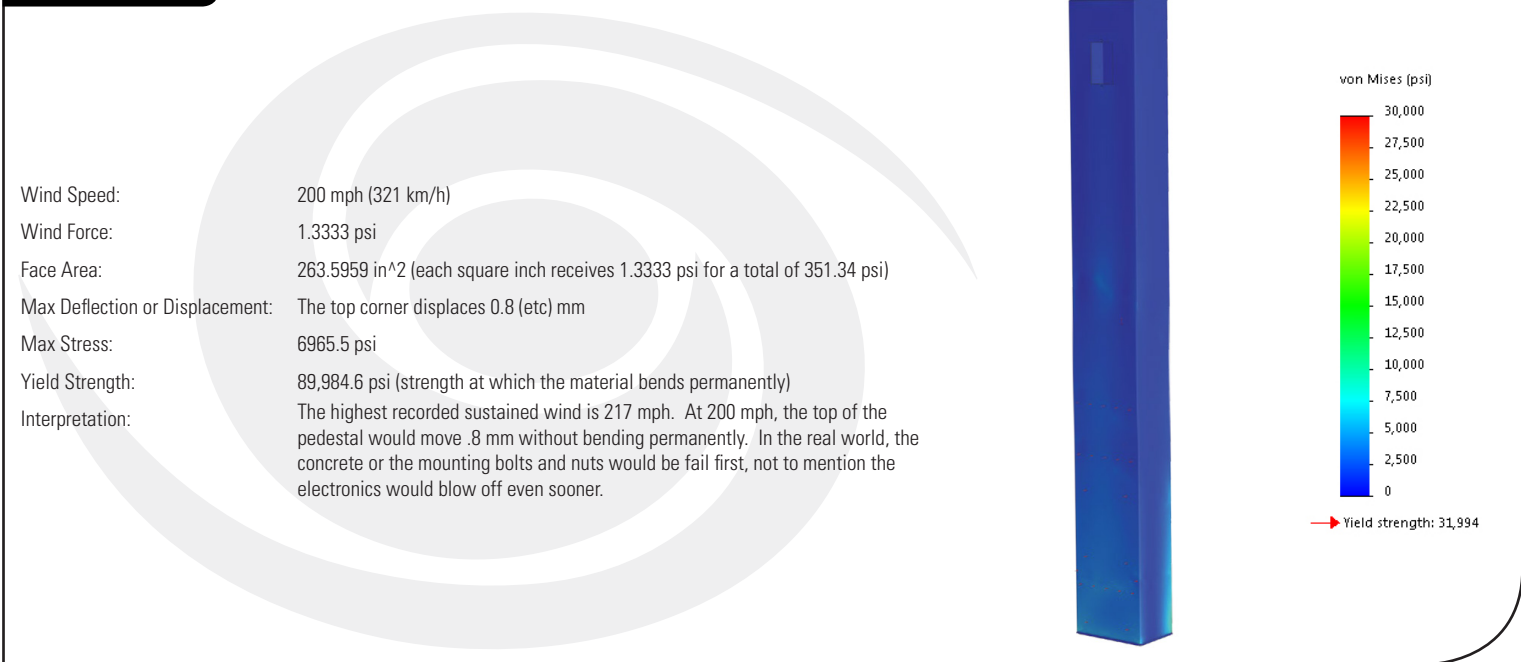 Wind Speed: 200 mph (321 km/h)
Wind Force: 1.3333 psi
Face Area: 263.5959 in^2 (each square inch receives 1.3333 psi for a total of 351.34 psi)
Max Deflection or Displacement: The top corner displaces 0.8 (etc) mm
Max Stress: 6965.5 psi
Yield Strength: 89,984.6 psi (strength at which the material bends permanently)
Interpretation: The highest recorded sustained wind is 217 mph. At 200 mph, the top of the
pedestal would move .8 mm without bending permanently. In the real world, the
concrete or the mounting bolts and nuts would be fail first, not to mention the
electronics would blow off even sooner.
von Mises (psi)
30,000
27,500
25,000
22,500
20,000
17,500
15,000
12,500
10,000
7,500
5,000
2,500
0
Yield strength: 31,994